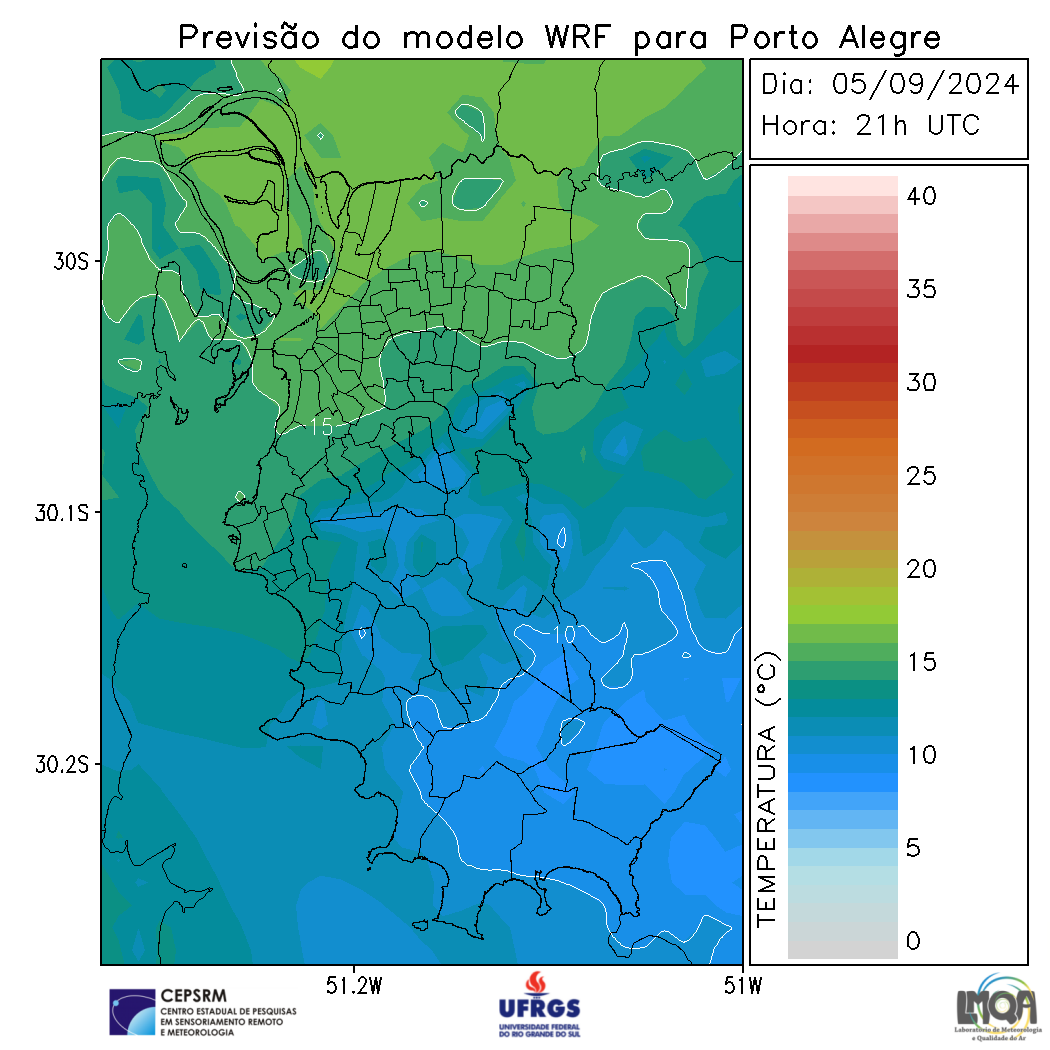 Previsão do modelo WRF para Porto Alegre
Dia: 05/09/2024
Hora: 21h UTC
30S
30.1S
30.2S
51.2W
51W
15
10
0
40
35
30
25
20
15
10
5
0
TEMPERATURA (°C)
CEPSRM
CENTRO ESTADUAL DE PESQUISAS
EM SENSORIAMENTO REMOTO
E METEOROLOGIA
UFRGS
UNIVERSIDADE FEDERAL
DO RIO GRANDE DO SUL
LMQA
Laboratório de Meteorologia
e Qualidade do Ar